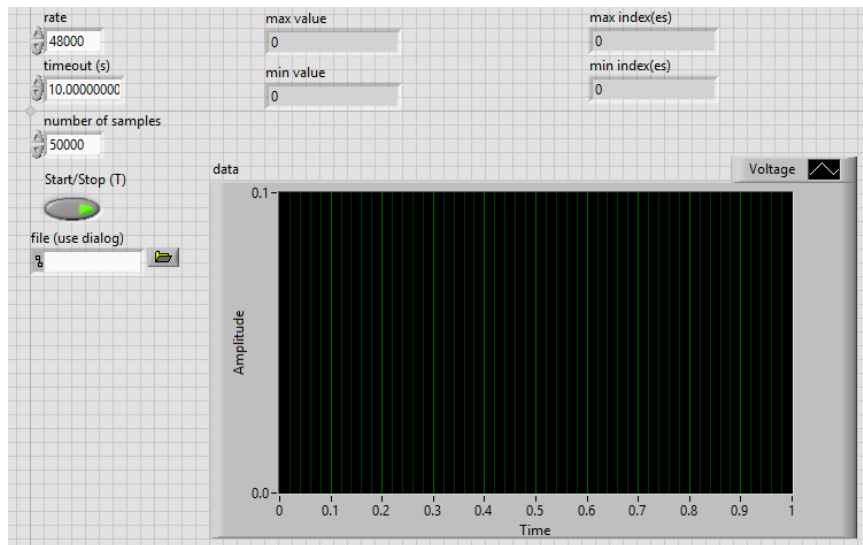 rate
48000
timeout (s)
10.00000000
number of samples
50000
Start/Stop (T)
file (use dialog)
max value
0
min value
0
max index(es)
0
min index(es)
0
data
Voltage
0.1
Amplitude
0.0
0 0.1 0.2 0.3 0.4 0.5 0.6 0.7 0.8 0.9 1
Time